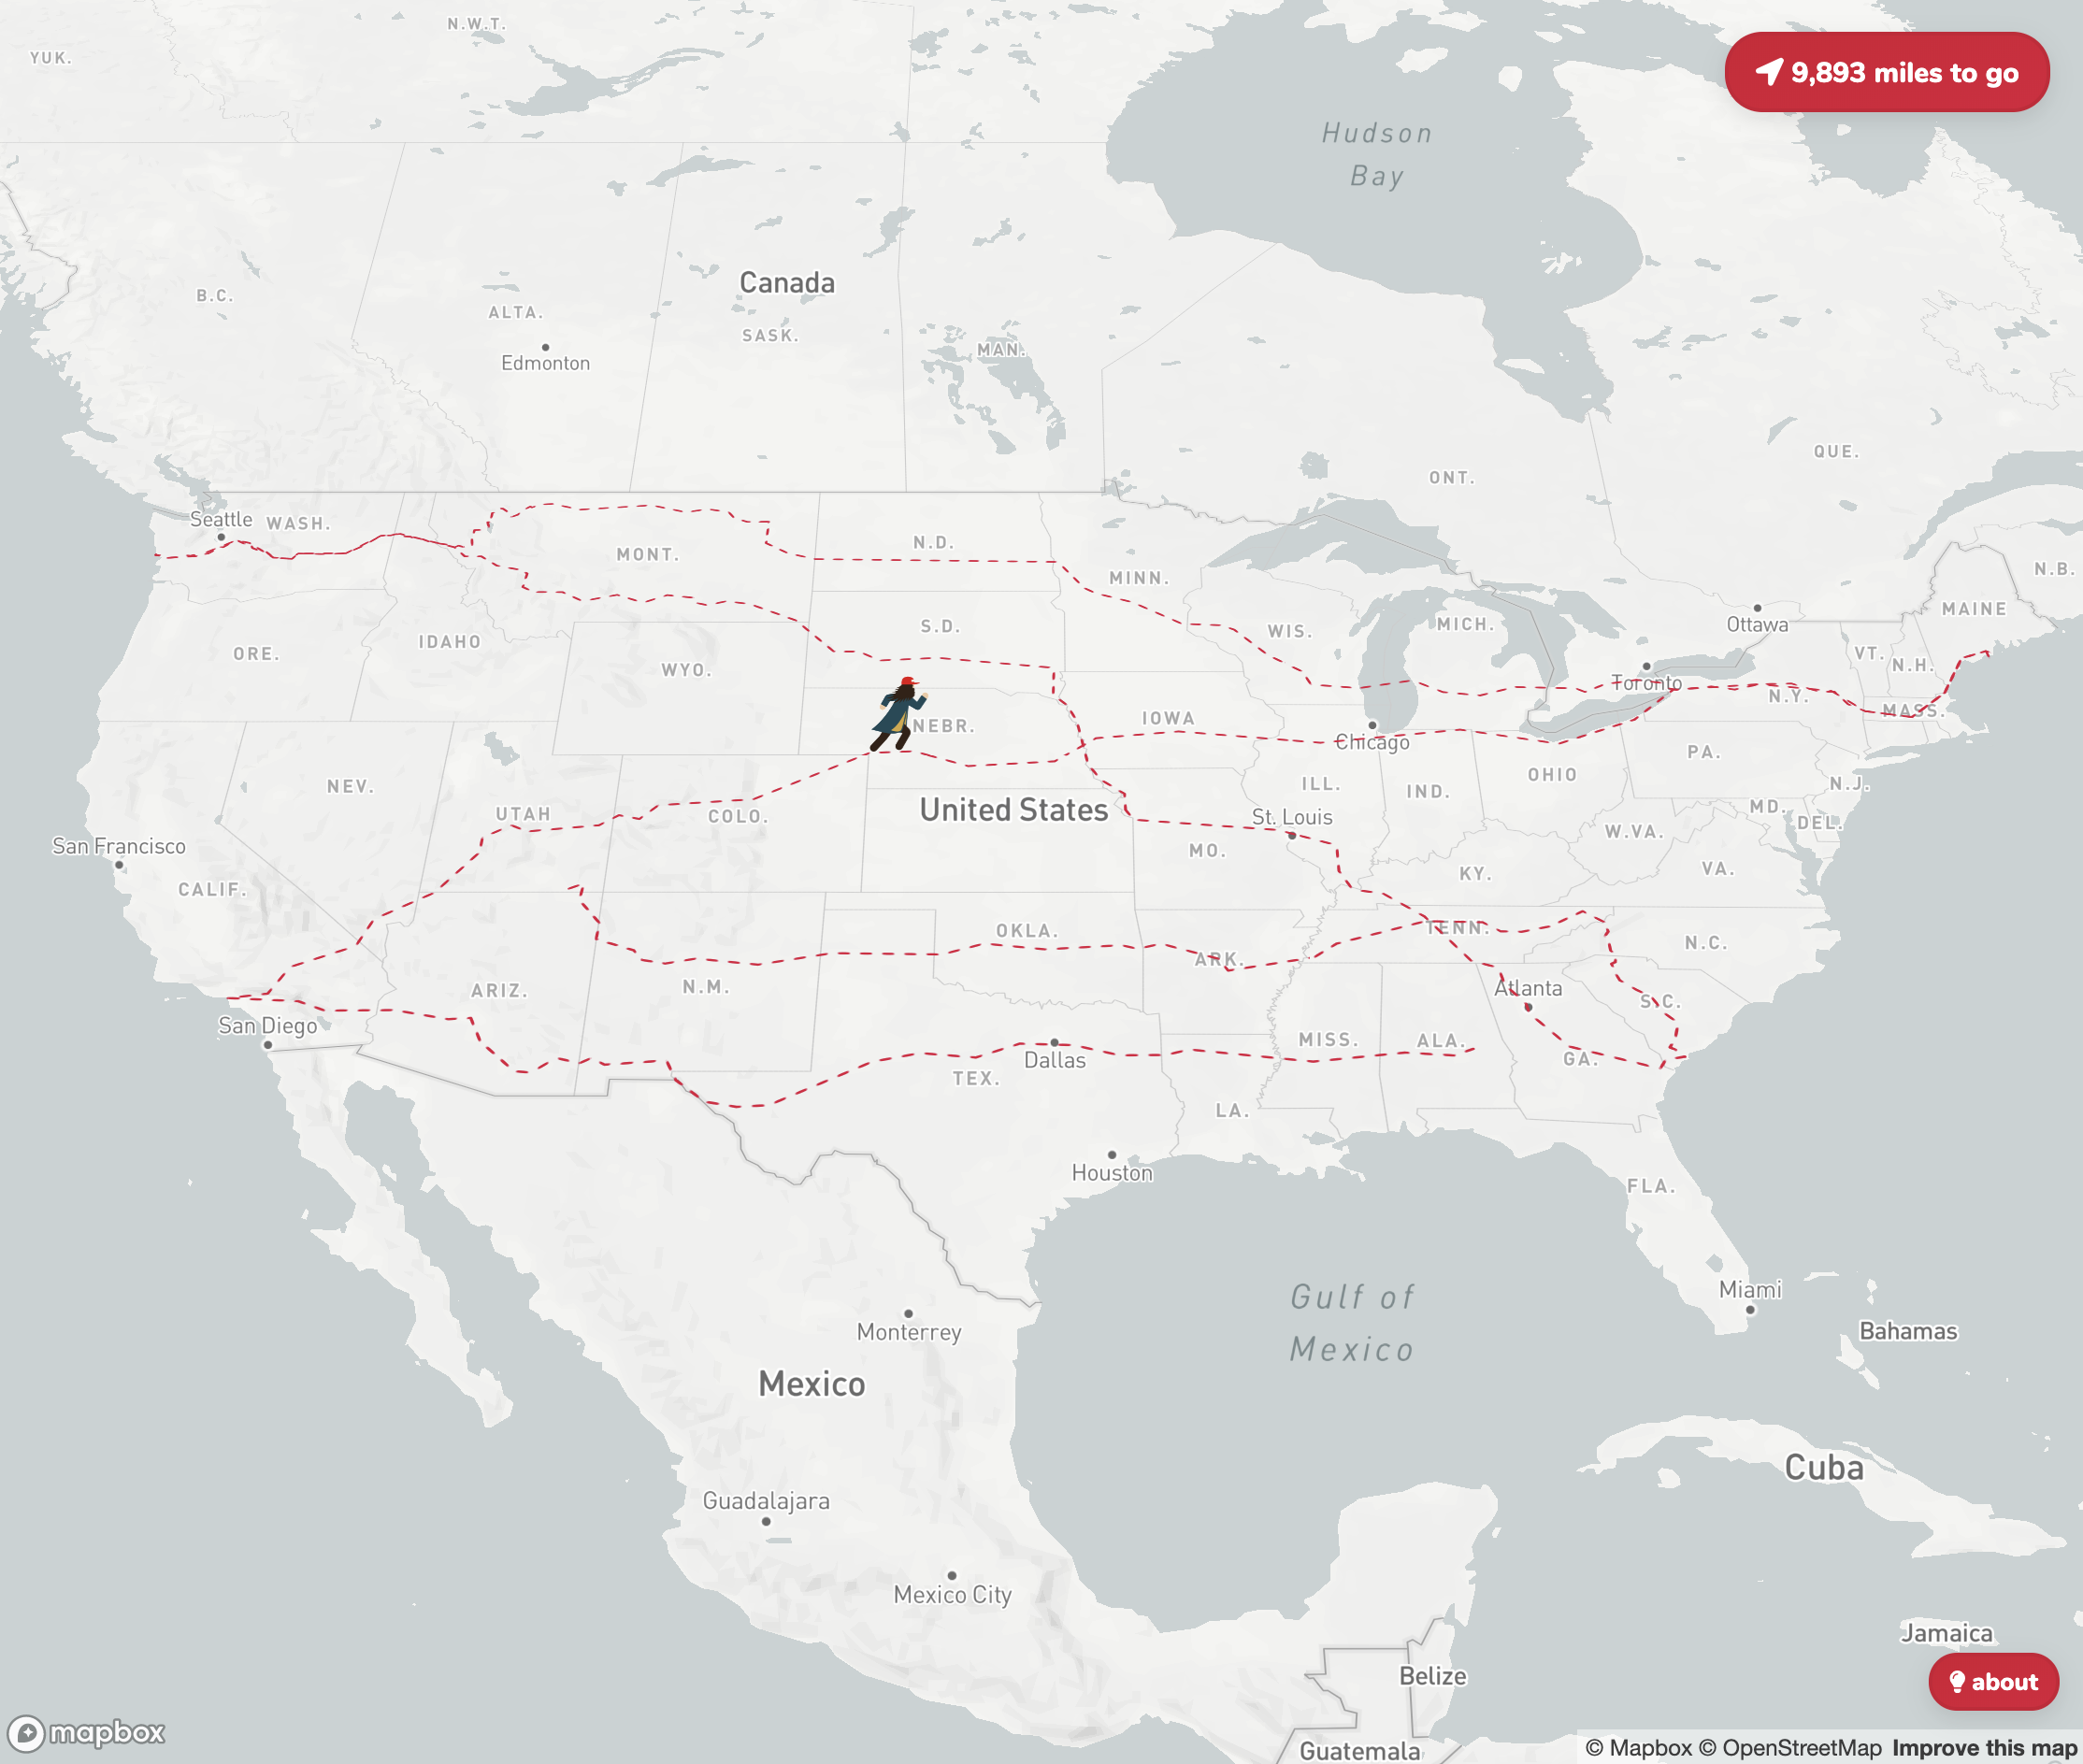 N.W.T.
YUK.
9,893 miles to go
Hudson
Bay
Canada
B.C.
ALTA.
SASK.
MAN.
Edmonton
QUE.
ONT.
Seattle
WASH.
MONT.
N.D.
MINN.
N.B.
MAINE
Ottawa
ORE.
IDAHO
S.D.
WIS.
MICH.
VT.
N.H.
WYO.
Toronto
N.Y.
MASS.
NEBR.
IOWA
Chicago
PA.
NEV.
UTAH
COLO.
United States
ILL.
IND.
OHIO
N.J.
MD.
DEL.
St. Louis
W.VA.
San Francisco
CALIF.
MO.
KY.
VA.
OKLA.
TENN.
N.C.
ARK.
ARIZ.
N.M.
Atlanta
S.C.
San Diego
Dallas
MISS.
ALA.
GA.
TEX.
LA.
Houston
FLA.
Gulf of
Mexico
Miami
Monterrey
Bahamas
Mexico
Cuba
Guadalajara
Mexico City
Jamaica
Belize
about
mapbox
Guatemala
© Mapbox © OpenStreetMap Improve this map